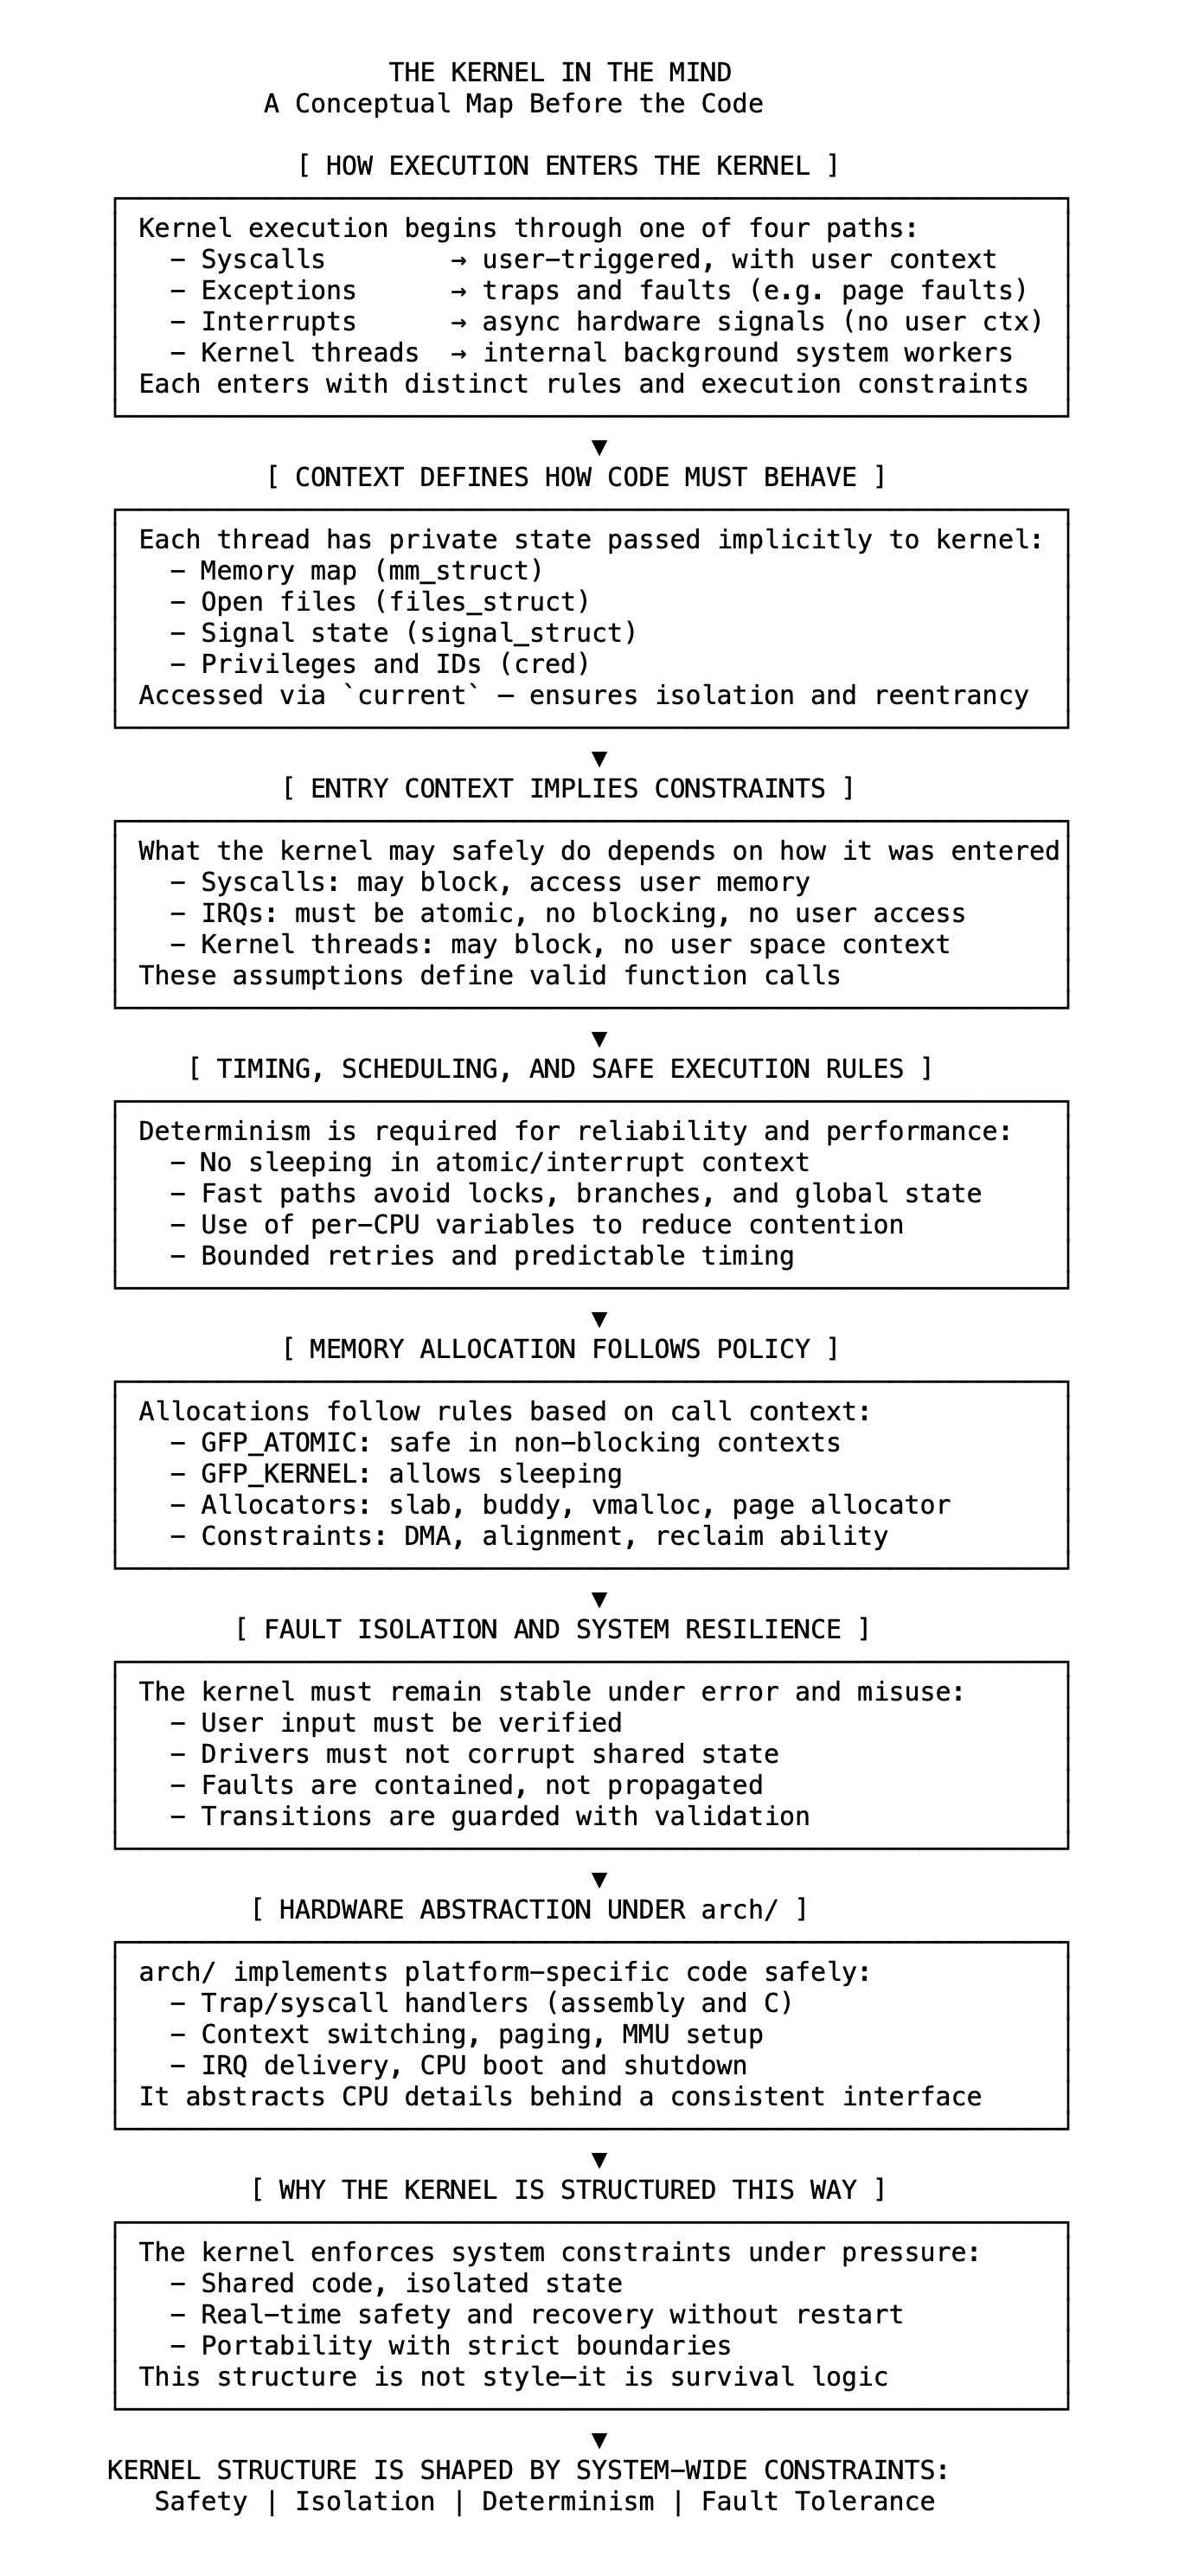 THE KERNEL IN THE MIND
A Conceptual Map Before the Code
[ HOW EXECUTION ENTERS THE KERNEL ]
Kernel execution begins through one of four paths:
– Syscalls → user–triggered, with user context
– Exceptions → traps and faults (e.g. page faults)
– Interrupts → async hardware signals (no user ctx)
– Kernel threads → internal background system workers
Each enters with distinct rules and execution constraints
▼
[ CONTEXT DEFINES HOW CODE MUST BEHAVE ]
Each thread has private state passed implicitly to kernel:
– Memory map (mm_struct)
– Open files (files_struct)
– Signal state (signal_struct)
– Privileges and IDs (cred)
Accessed via `current` — ensures isolation and reentrancy
▼
[ ENTRY CONTEXT IMPLIES CONSTRAINTS ]
What the kernel may safely do depends on how it was entered
– Syscalls: may block, access user memory
– IRQs: must be atomic, no blocking, no user access
– Kernel threads: may block, no user space context
These assumptions define valid function calls
▼
[ TIMING, SCHEDULING, AND SAFE EXECUTION RULES ]
Determinism is required for reliability and performance:
– No sleeping in atomic/interrupt context
– Fast paths avoid locks, branches, and global state
– Use of per–CPU variables to reduce contention
– Bounded retries and predictable timing
▼
[ MEMORY ALLOCATION FOLLOWS POLICY ]
Allocations follow rules based on call context:
– GFP_ATOMIC: safe in non–blocking contexts
– GFP_KERNEL: allows sleeping
– Allocators: slab, buddy, vmalloc, page allocator
– Constraints: DMA, alignment, reclaim ability
▼
[ FAULT ISOLATION AND SYSTEM RESILIENCE ]
The kernel must remain stable under error and misuse:
– User input must be verified
– Drivers must not corrupt shared state
– Faults are contained, not propagated
– Transitions are guarded with validation
▼
[ HARDWARE ABSTRACTION UNDER arch/ ]
arch/ implements platform–specific code safely:
– Trap/syscall handlers (assembly and C)
– Context switching, paging, MMU setup
– IRQ delivery, CPU boot and shutdown
It abstracts CPU details behind a consistent interface
▼
[ WHY THE KERNEL IS STRUCTURED THIS WAY ]
The kernel enforces system constraints under pressure:
– Shared code, isolated state
– Real–time safety and recovery without restart
– Portability with strict boundaries
This structure is not style—it is survival logic
▼
KERNEL STRUCTURE IS SHAPED BY SYSTEM–WIDE CONSTRAINTS:
Safety | Isolation | Determinism | Fault Tolerance